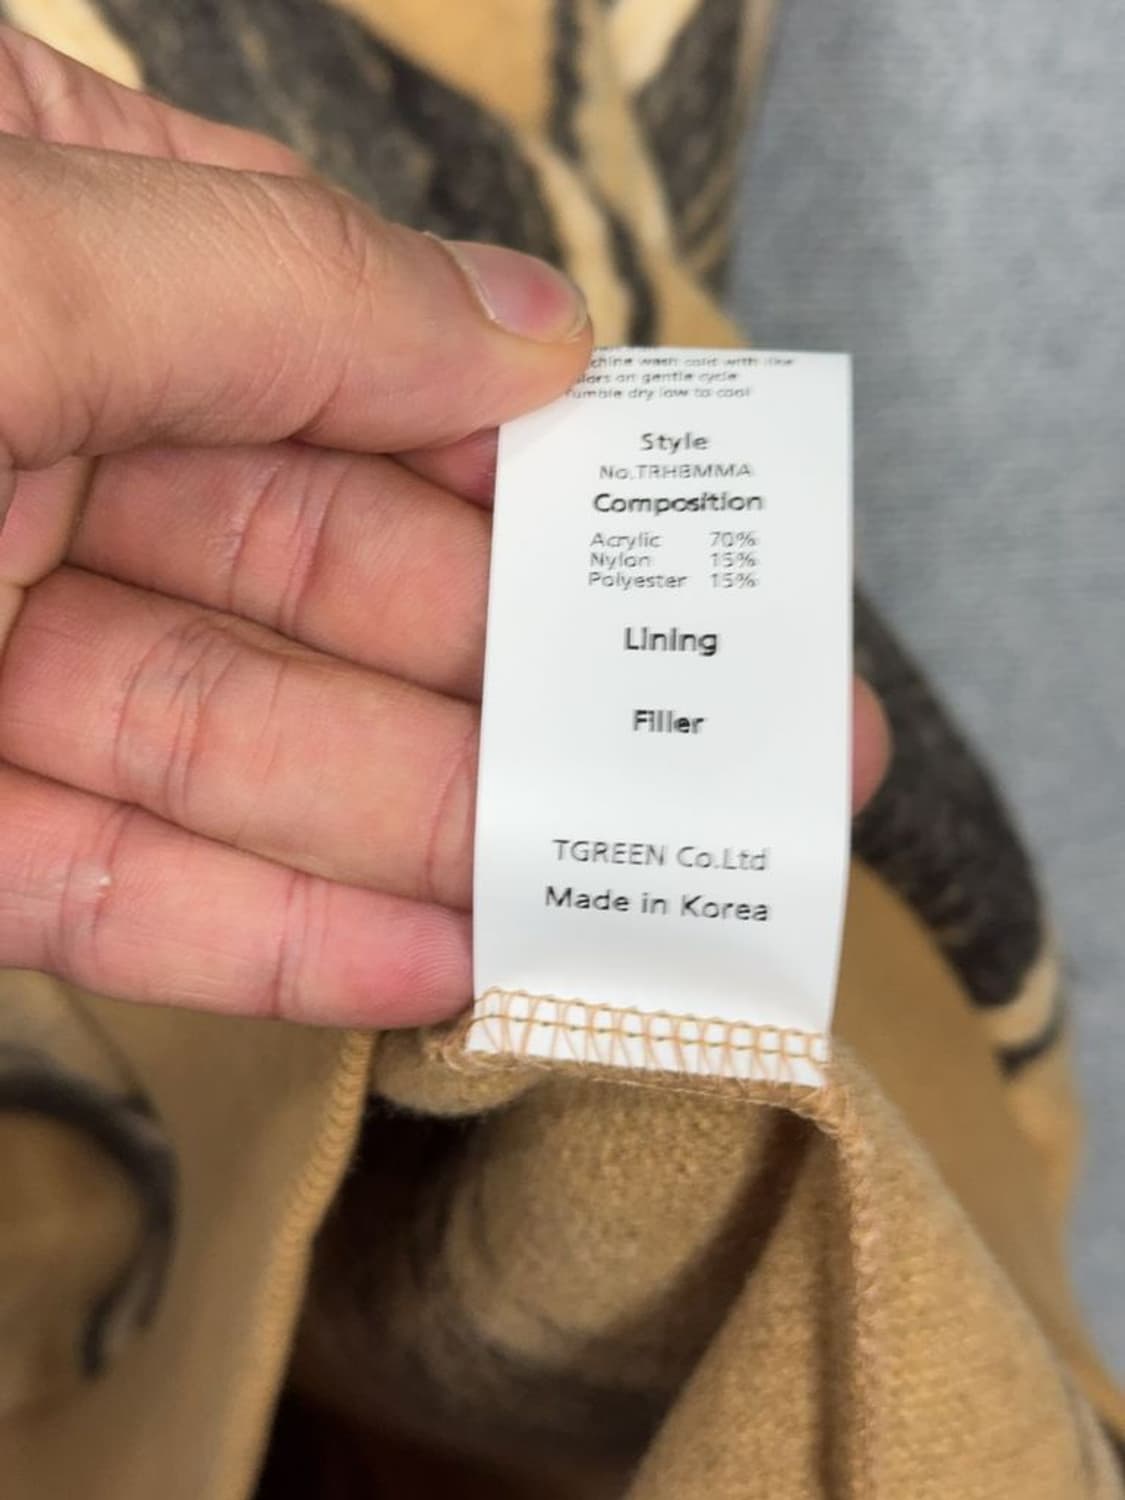 chine wash cold with like
lors on gentle cycle
Tumble dry low to cool
Style
No.TRHBMMA
Composition
Acrylic 70%
Nylon 15%
Polyester 15%
Lining
Filler
TGREEN Co.Ltd
Made in Korea